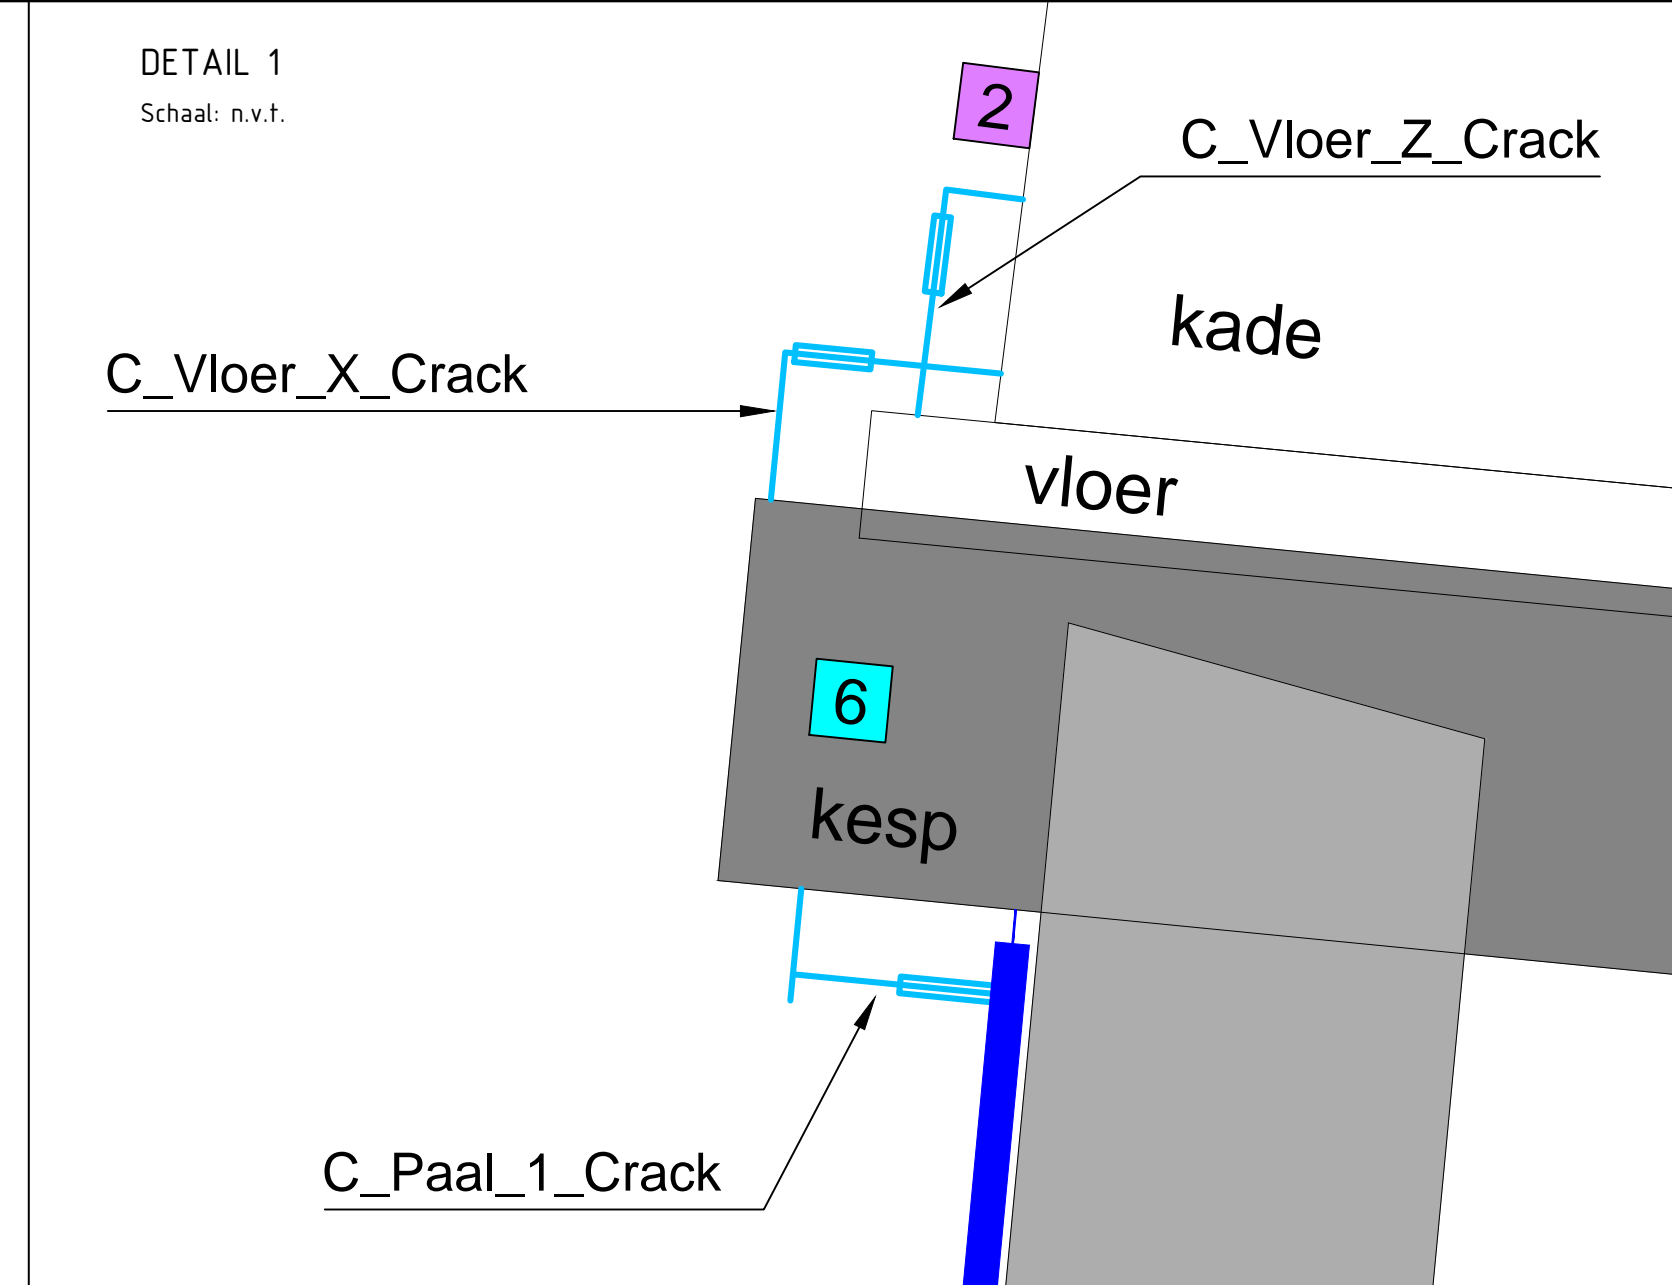 DETAIL 1
Schaal: n.v.t.
2
C_Vloer_Z_Crack
kade
C_Vloer_X_Crack
vloer
6
kesp
C_Paal_1_Crack